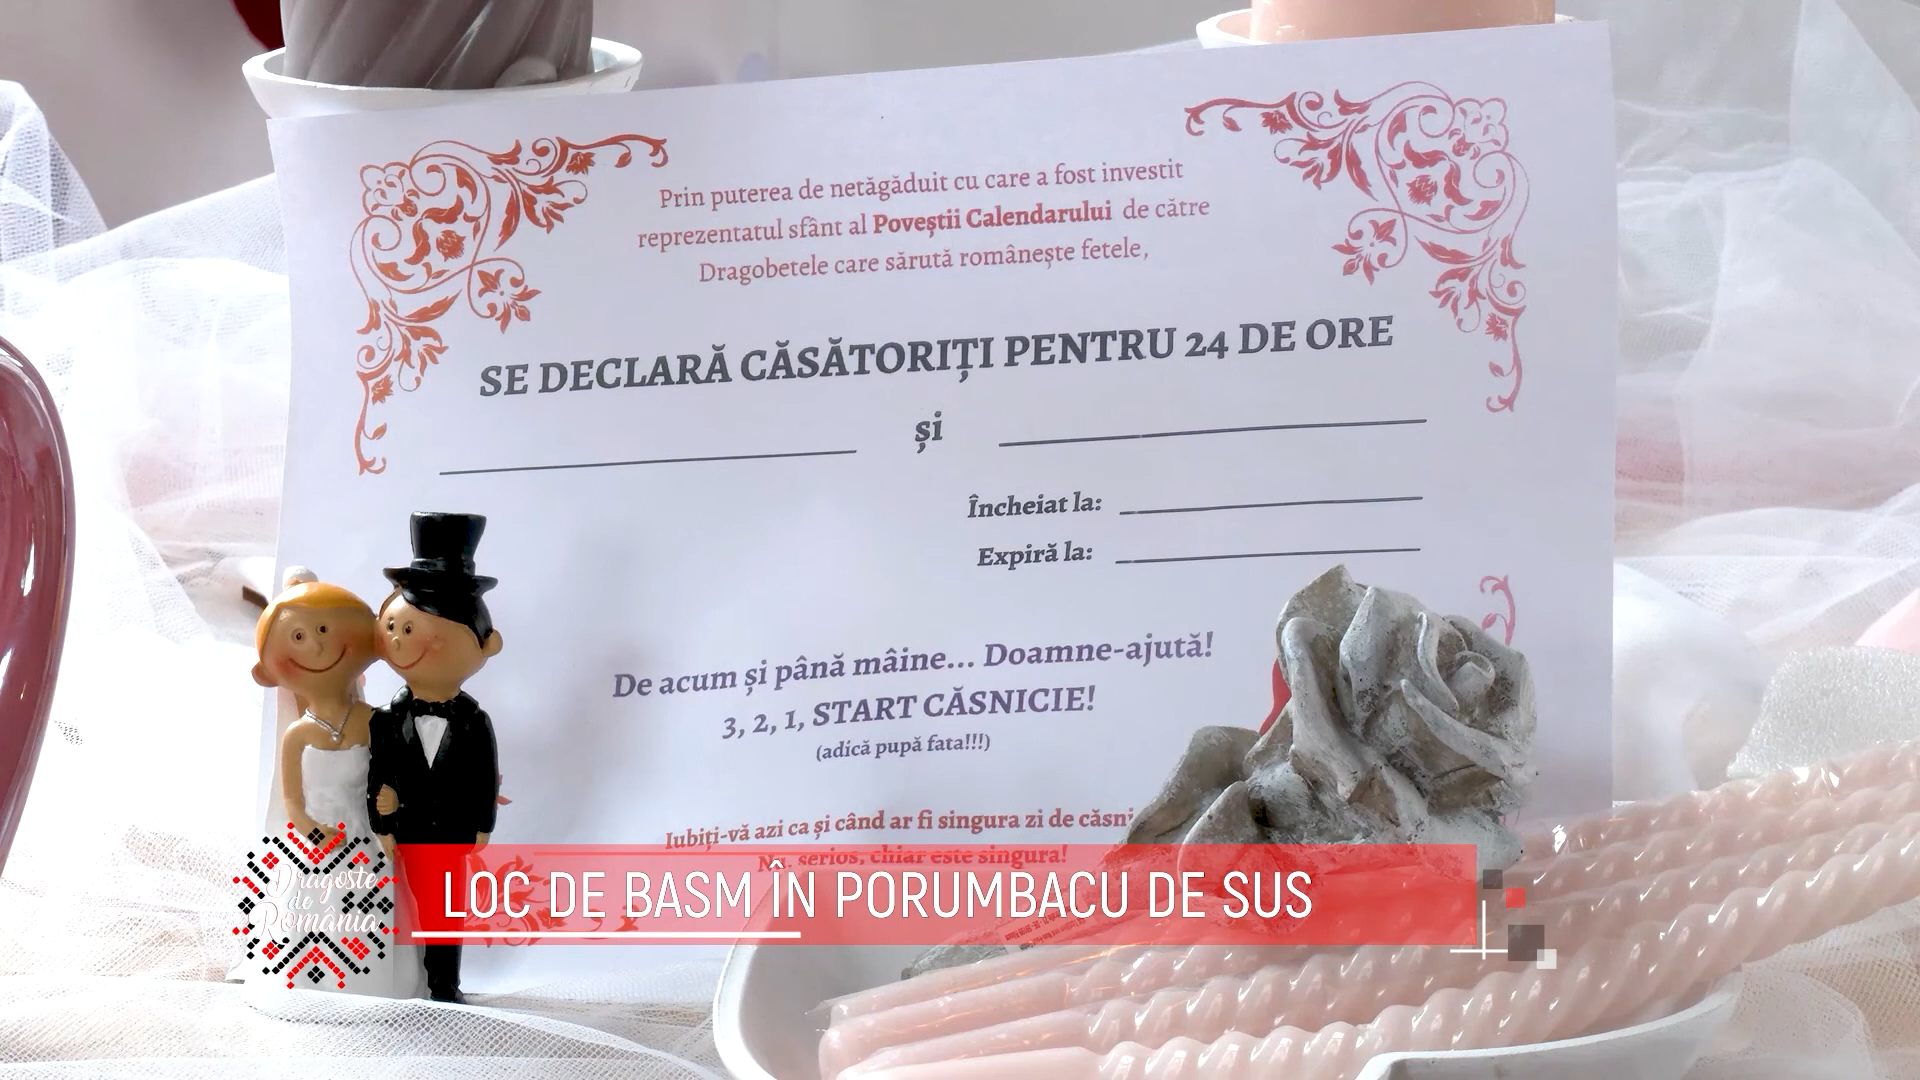 Prin puterea de netăgăduit cu care a fost investit
reprezentatul sfânt al Poveștii Calendarului de către
Dragobetele care sărută românește fetele,
SE DECLARĂ CĂSĂTORIȚI PENTRU 24 DE ORE
și
Încheiat la:
Expiră la:
De acum și până mâine... Doamne-ajută!
3, 2, 1, START CĂSNICIE!
(adică pupă fata!!!)
Iubiți-vă azi ca și când ar fi singura zi de căsni
serios, chiar este singura!
Dragoste
de
România
LOC DE BASM ÎN PORUMBACU DE SUS